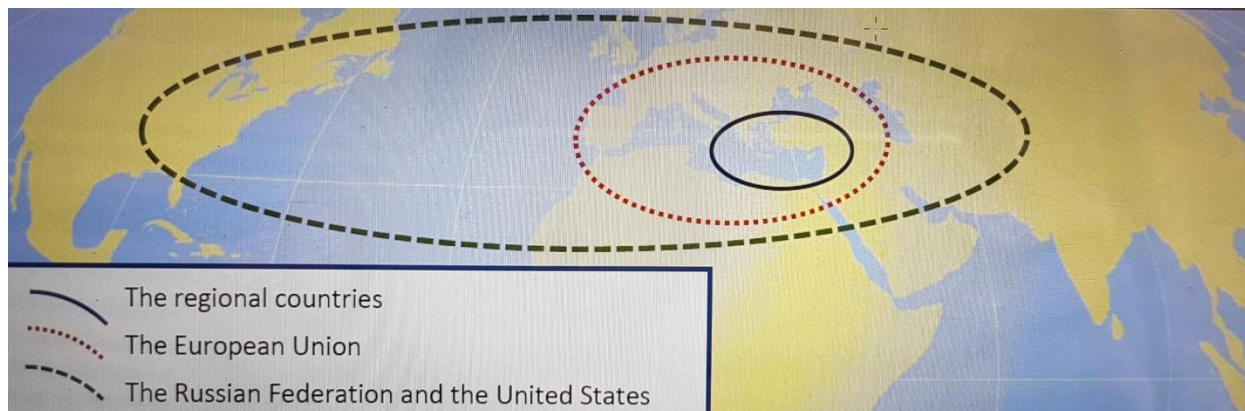 The regional countries
The European Union
The Russian Federation and the United States